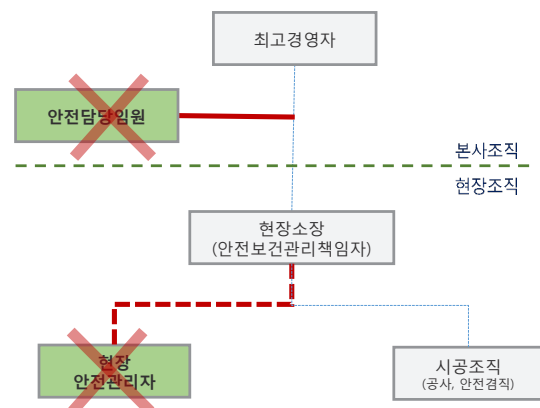 최고경영자
안전담당임원
본사조직
현장조직
현장소장
(안전보건관리책임자)
현장
안전관리자
시공조직
(공사, 안전겸직)